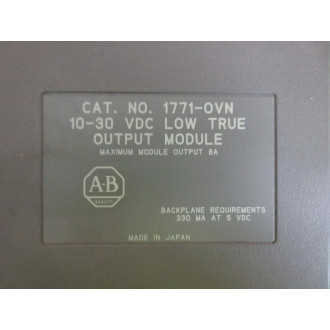 CAT. NO. 1771-OVN
10-30 VDC LOW TRUE
OUTPUT MODULE
MAXIMUM MODULE OUTPUT 8A
A-B
QUALITY
BACKPLANE REQUIREMENTS
330 MA AT 5 VDC
MADE IN JAPAN